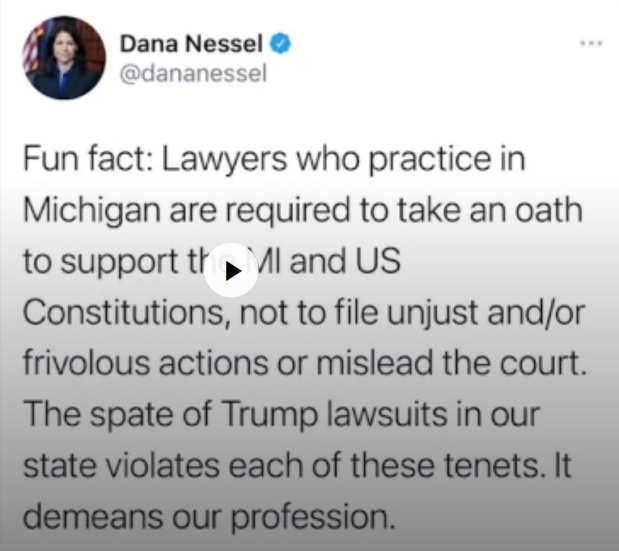 Dana Nessel
@dananessel
Fun fact: Lawyers who practice in
Michigan are required to take an oath
to support the MI and US
Constitutions, not to file unjust and/or
frivolous actions or mislead the court.
The spate of Trump lawsuits in our
state violates each of these tenets. It
demeans our profession.